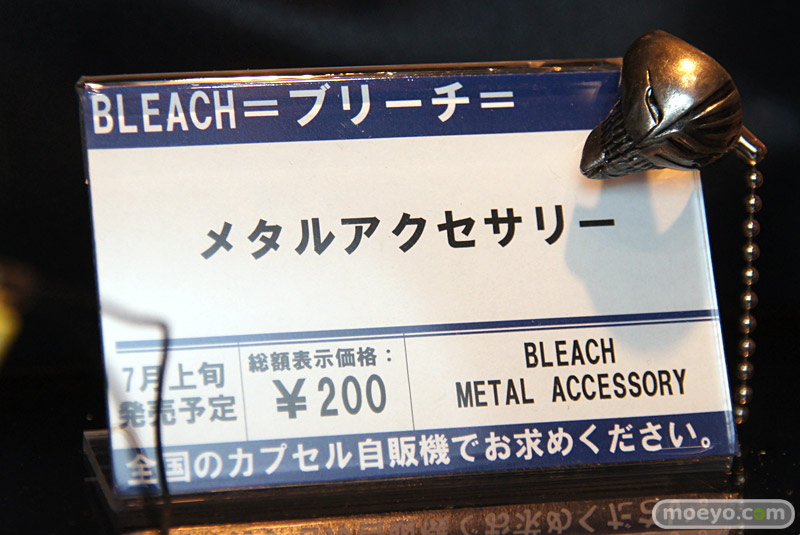 BLEACH＝ブリーチ＝
メタルアクセサリー
7月上旬
発売予定
総額表示価格：
¥200
BLEACH
METAL ACCESSORY
全国のカプセル自販機でお求めください。
moeyo.com